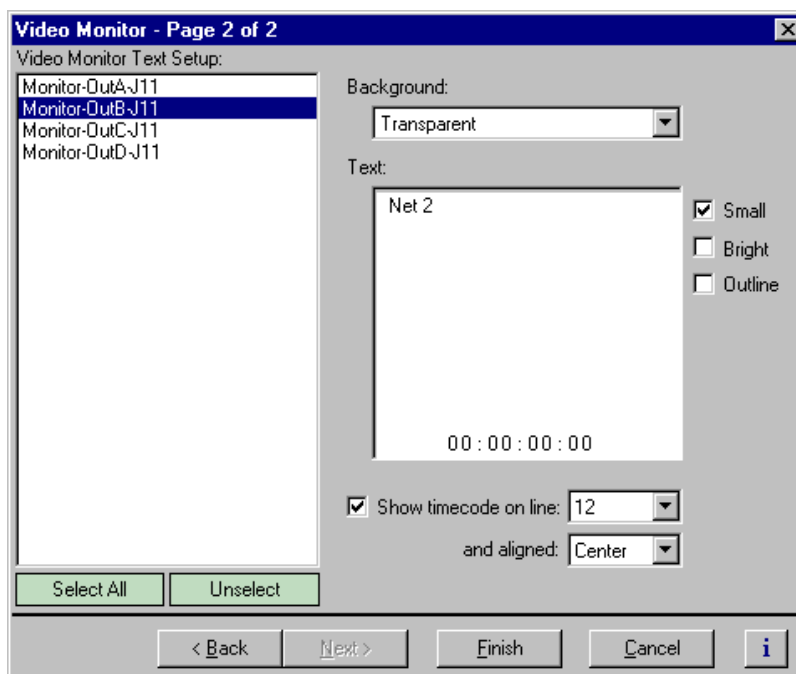 Video Monitor - Page 2 of 2
Video Monitor Text Setup:
Monitor-OutA-J11
Monitor-OutB-J11
Monitor-OutC-J11
Monitor-OutD-J11
Select All
Unselect
Background:
Transparent
Text:
Net 2
00:00:00:00
Small
Bright
Outline
Show timecode on line: 12
and aligned: Center
< Back
Next >
Finish
Cancel
i